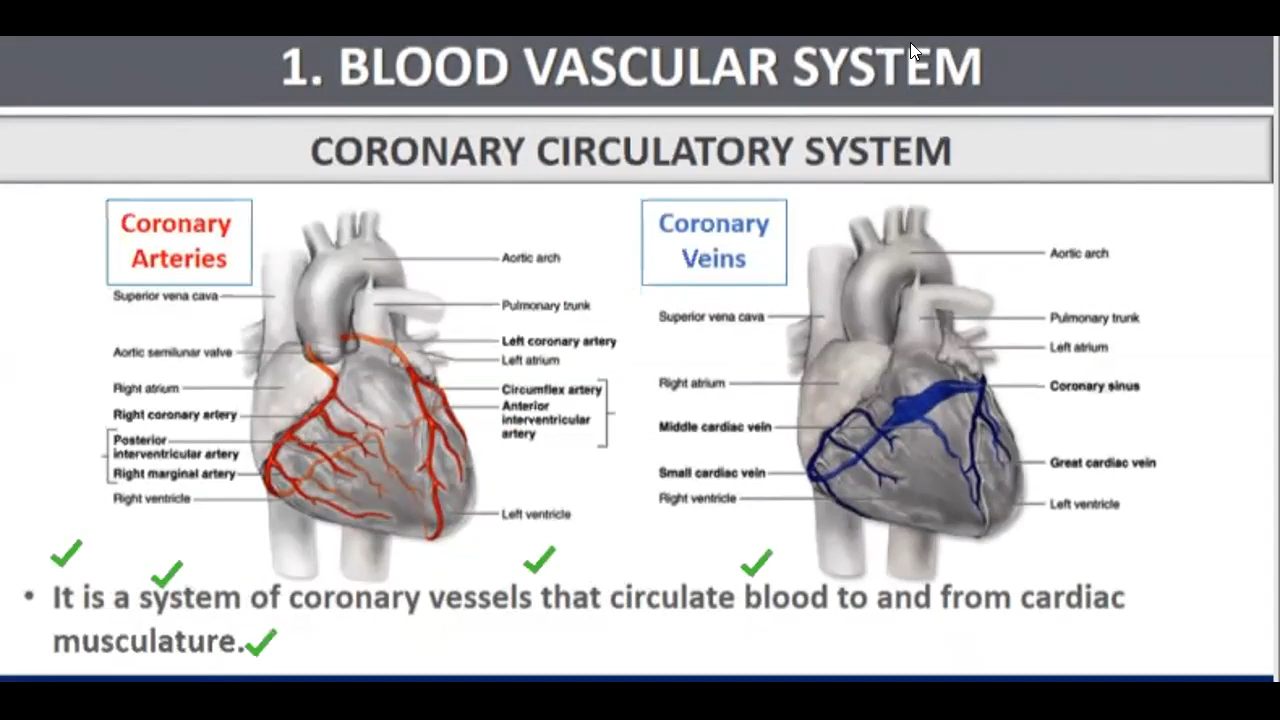 1. BLOOD VASCULAR SYSTEM
CORONARY CIRCULATORY SYSTEM
Coronary
Arteries
Superior vena cava
Aortic semilunar valve
Right atrium
Right coronary artery
Posterior
interventricular artery
Right marginal artery
Right ventricle
Aortic arch
Pulmonary trunk
Left coronary artery
Left atrium
Circumflex artery
Anterior
interventricular
artery
Left ventricle
Coronary
Veins
Superior vena cava
Right atrium
Middle cardiac vein
Small cardiac vein
Right ventricle
Aortic arch
Pulmonary trunk
Left atrium
Coronary sinus
Great cardiac vein
Left ventricle
• It is a system of coronary vessels that circulate blood to and from cardiac
musculature.